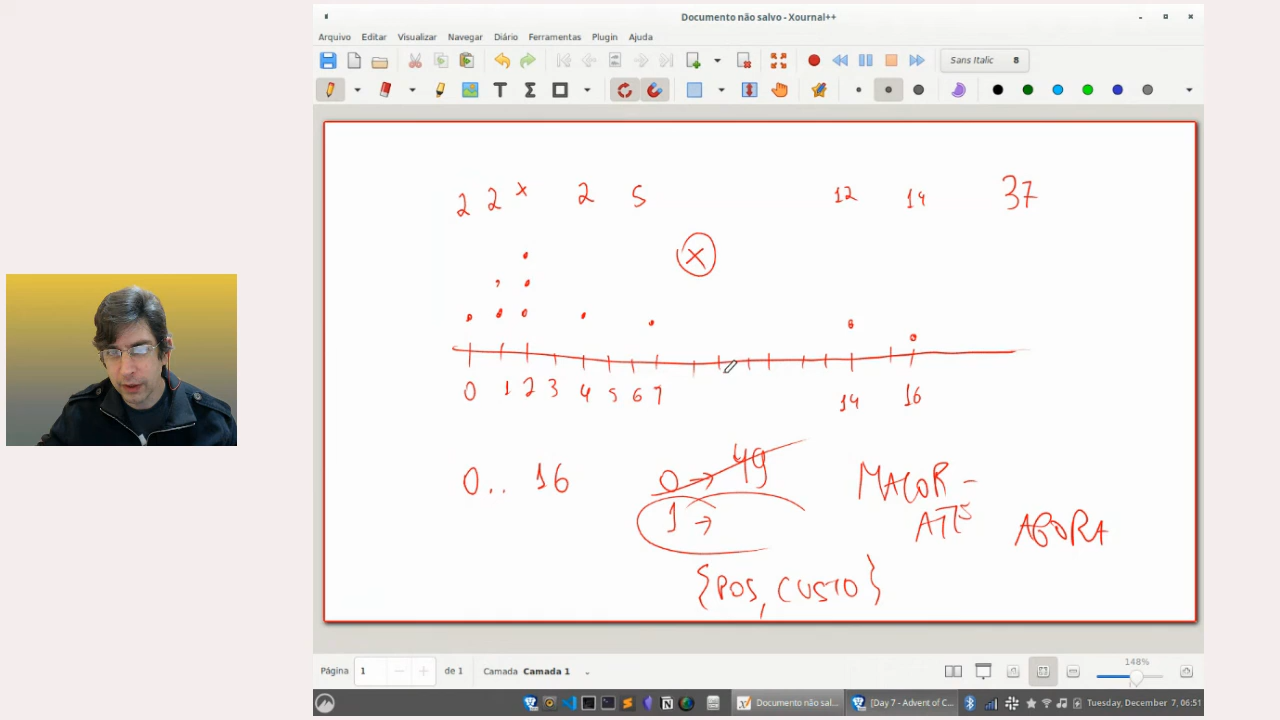 Documento não salvo - Xournal++
Arquivo Editar Visualizar Navegar Diário Ferramentas Plugin Ajuda
Sans Italic 8
2 2 x 2 5 12 14 37
x
0 1 2 3 4 5 6 7 14 16
0.. 16 0 → 49 MAIOR -
1 → ATÉ AGORA
{POS, CUSTO}
Página 1 de 1 Camada Camada 1 148%
Documento não sal... [Day 7 - Advent of C... Tuesday, December 7, 06:51